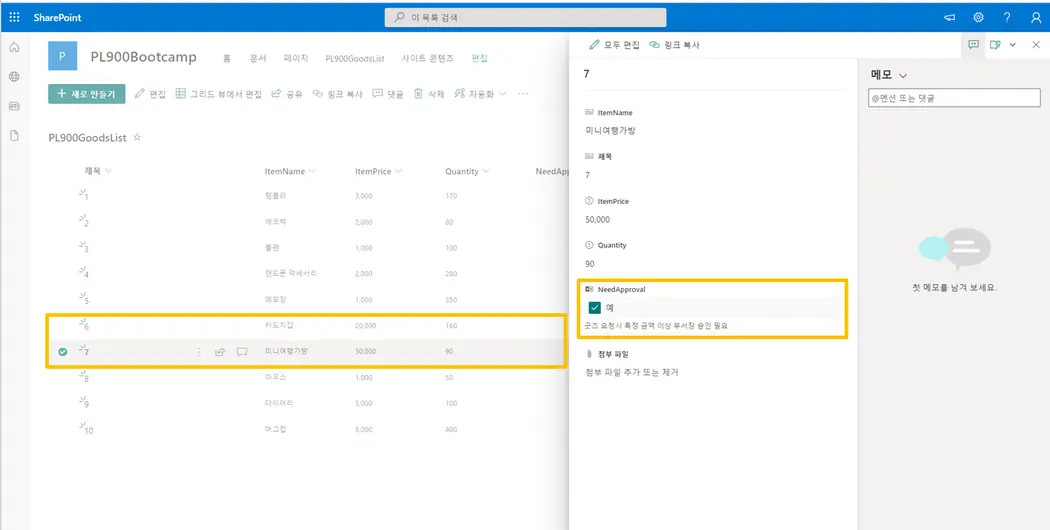 SharePoint
이 목록 검색
P
PL900Bootcamp
홈 문서 페이지 PL900GoodsList 사이트 콘텐츠 편집
+ 새로 만들기 편집 그리드 뷰에서 편집 공유 링크 복사 댓글 삭제 자동화 ...
PL900GoodsList
제목 ItemName ItemPrice Quantity NeedApp
1 텀블러 3,000 170
2 에코백 2,000 80
3 볼펜 1,000 100
4 핸드폰 악세서리 2,000 280
5 메모장 1,000 350
6 카드지갑 20,000 160
7 미니여행가방 50,000 90
8 마우스 1,000 50
9 다이어리 5,000 100
10 머그컵 5,000 400
모두 편집 링크 복사
7
ItemName
미니여행가방
제목
7
ItemPrice
50,000
Quantity
90
NeedApproval
예
굿즈 요청시 특정 금액 이상 부서장 승인 필요
첨부 파일
첨부 파일 추가 또는 제거
메모
@멘션 또는 댓글
첫 메모를 남겨 보세요.